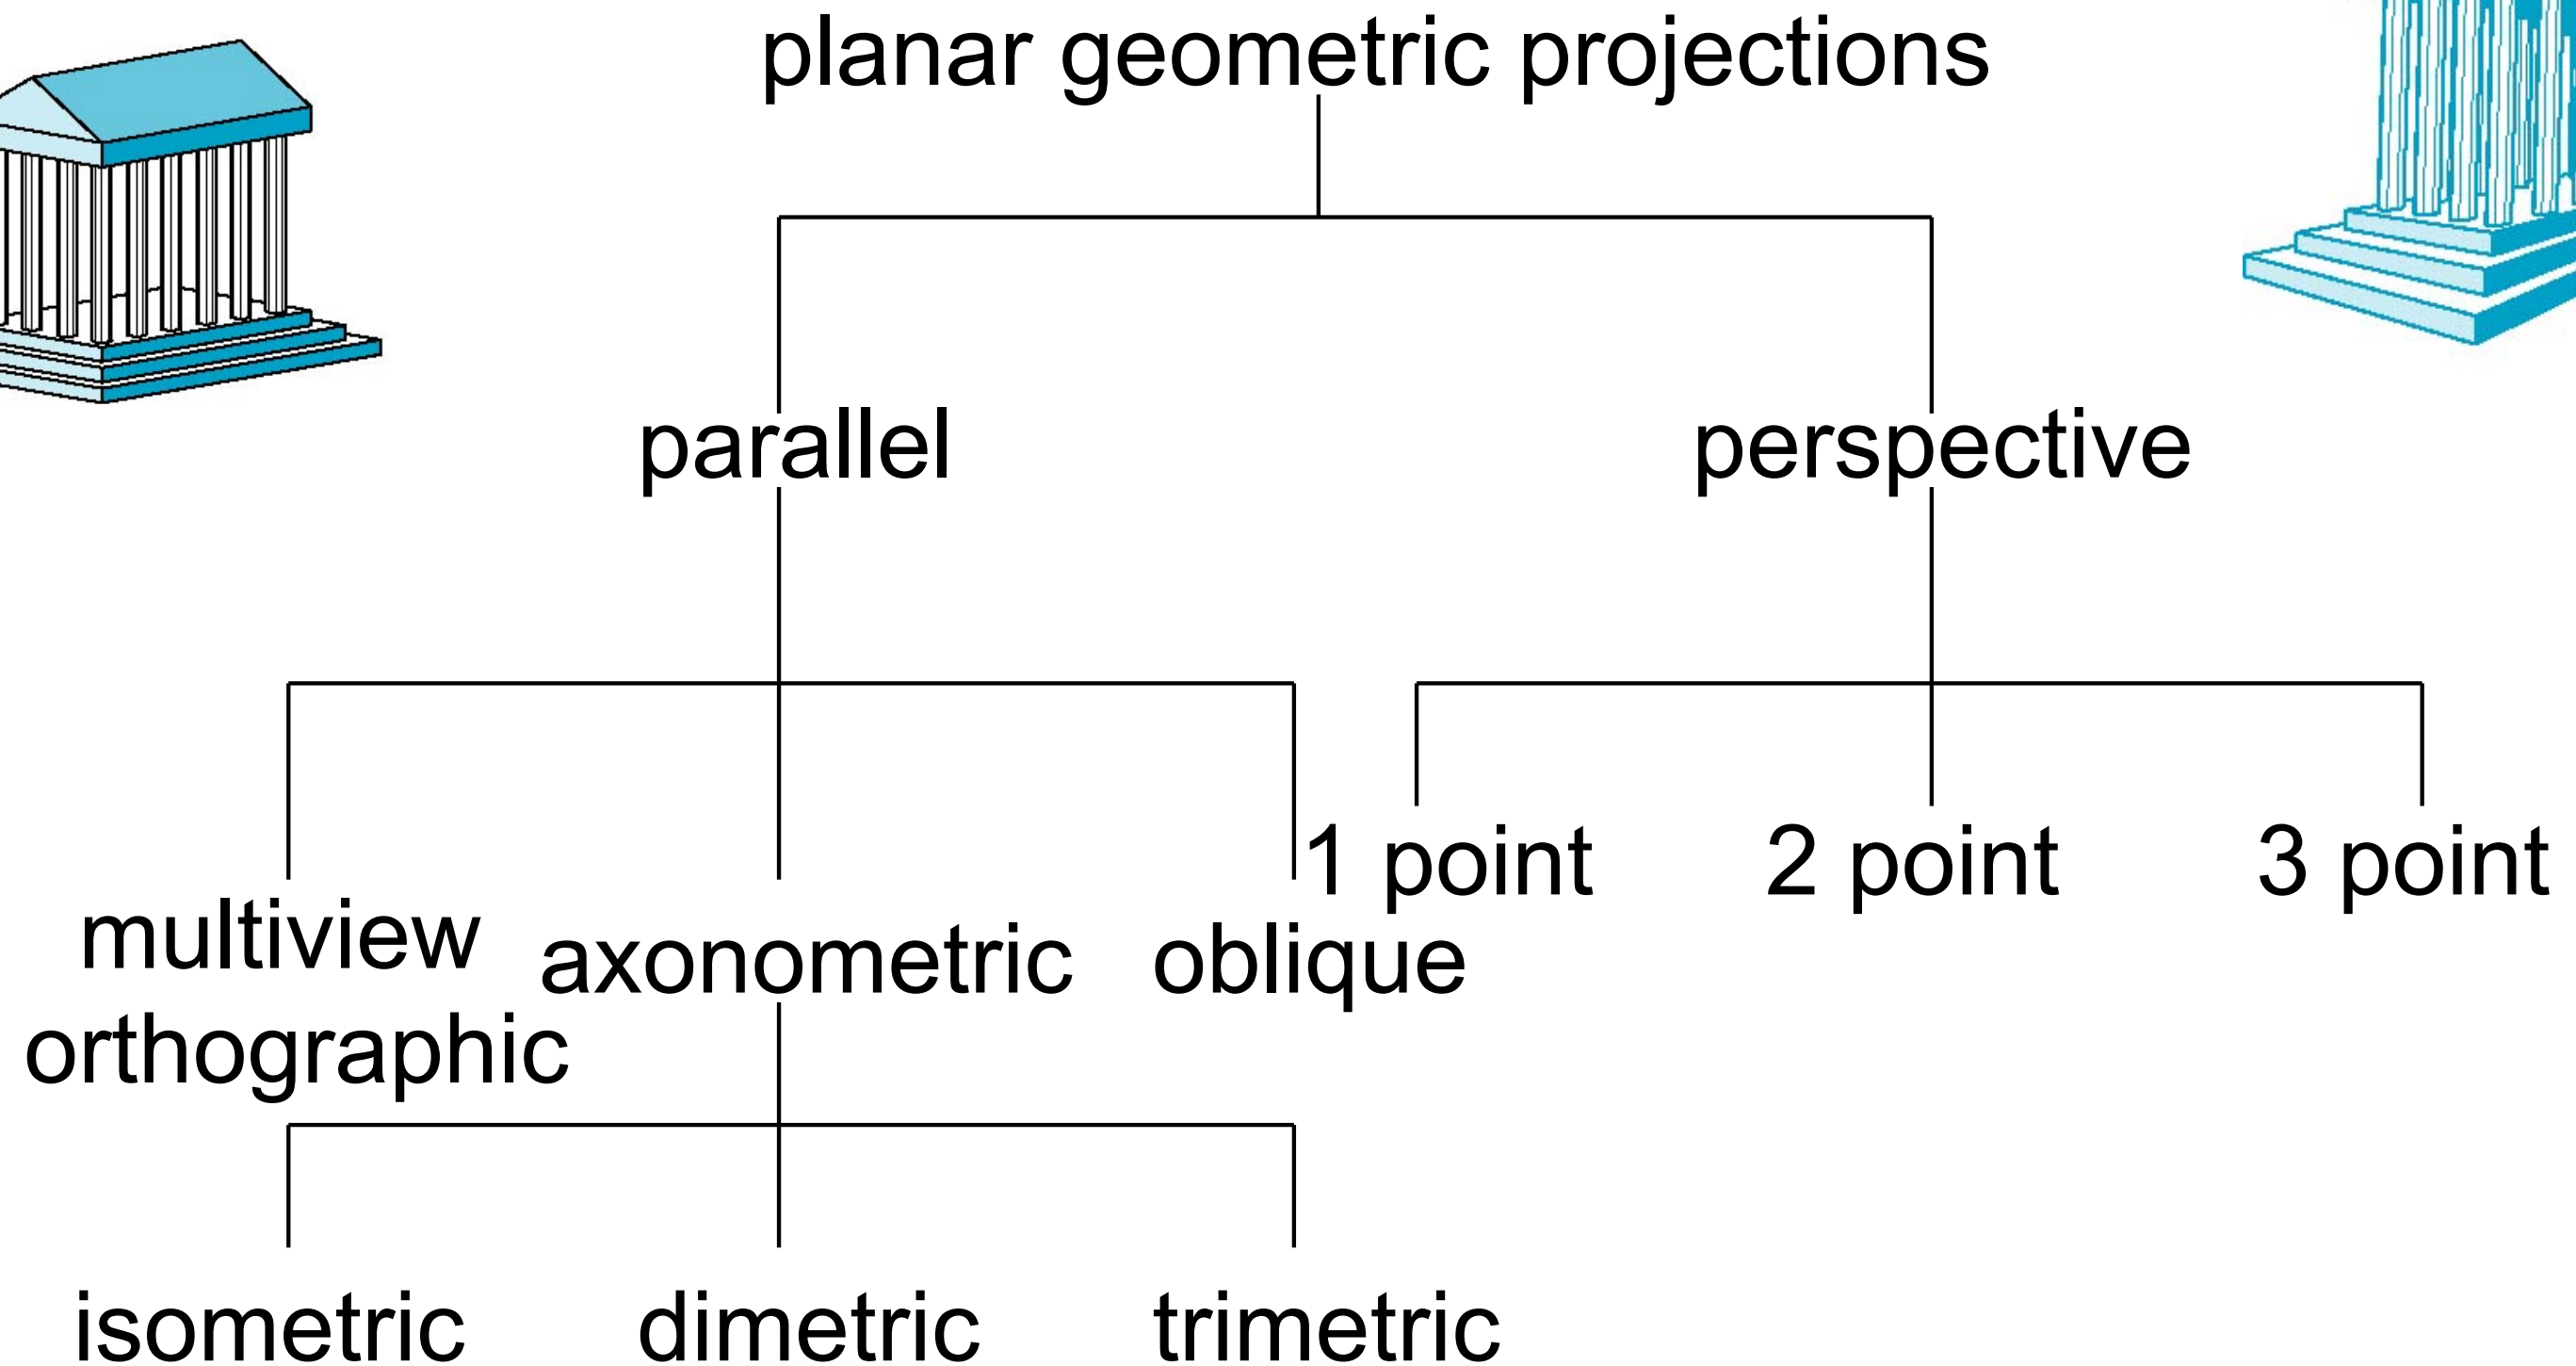 planar geometric projections
parallel
perspective
1 point
2 point
3 point
multiview
orthographic
axonometric
oblique
isometric
dimetric
trimetric